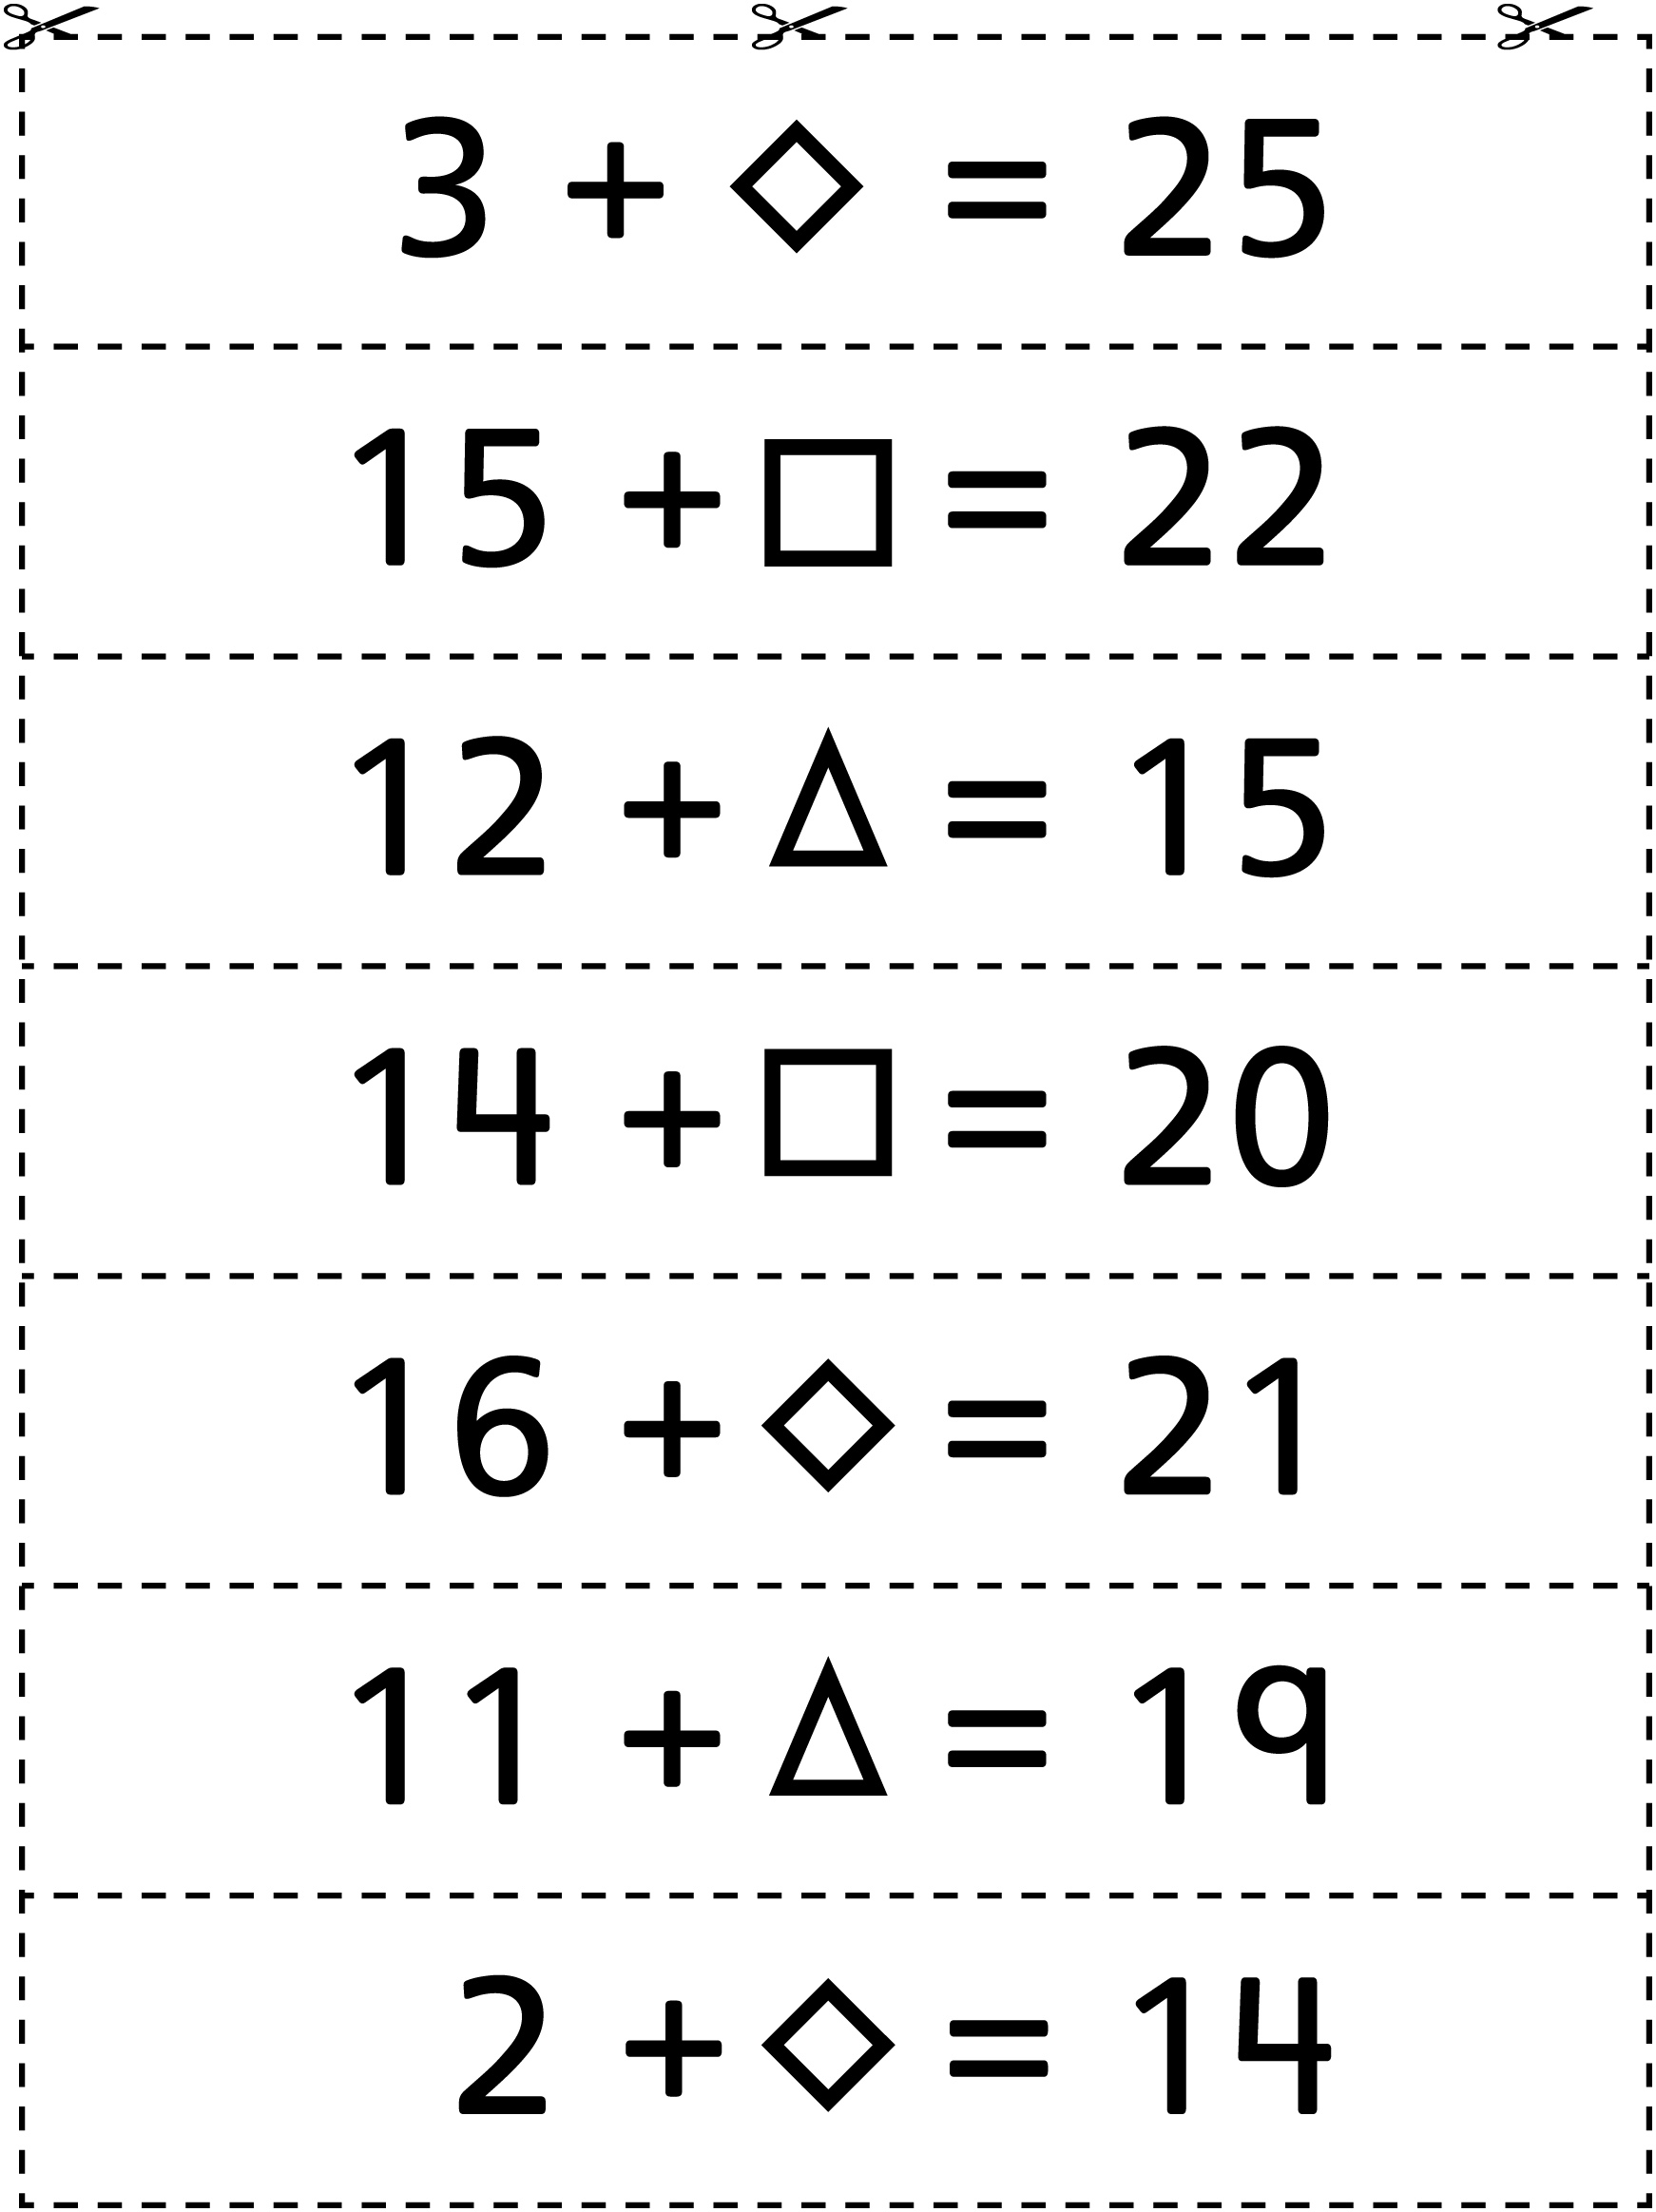 3 + ◇ = 25
15 + □ = 22
12 + △ = 15
14 + □ = 20
16 + ◇ = 21
11 + △ = 19
2 + ◇ = 14